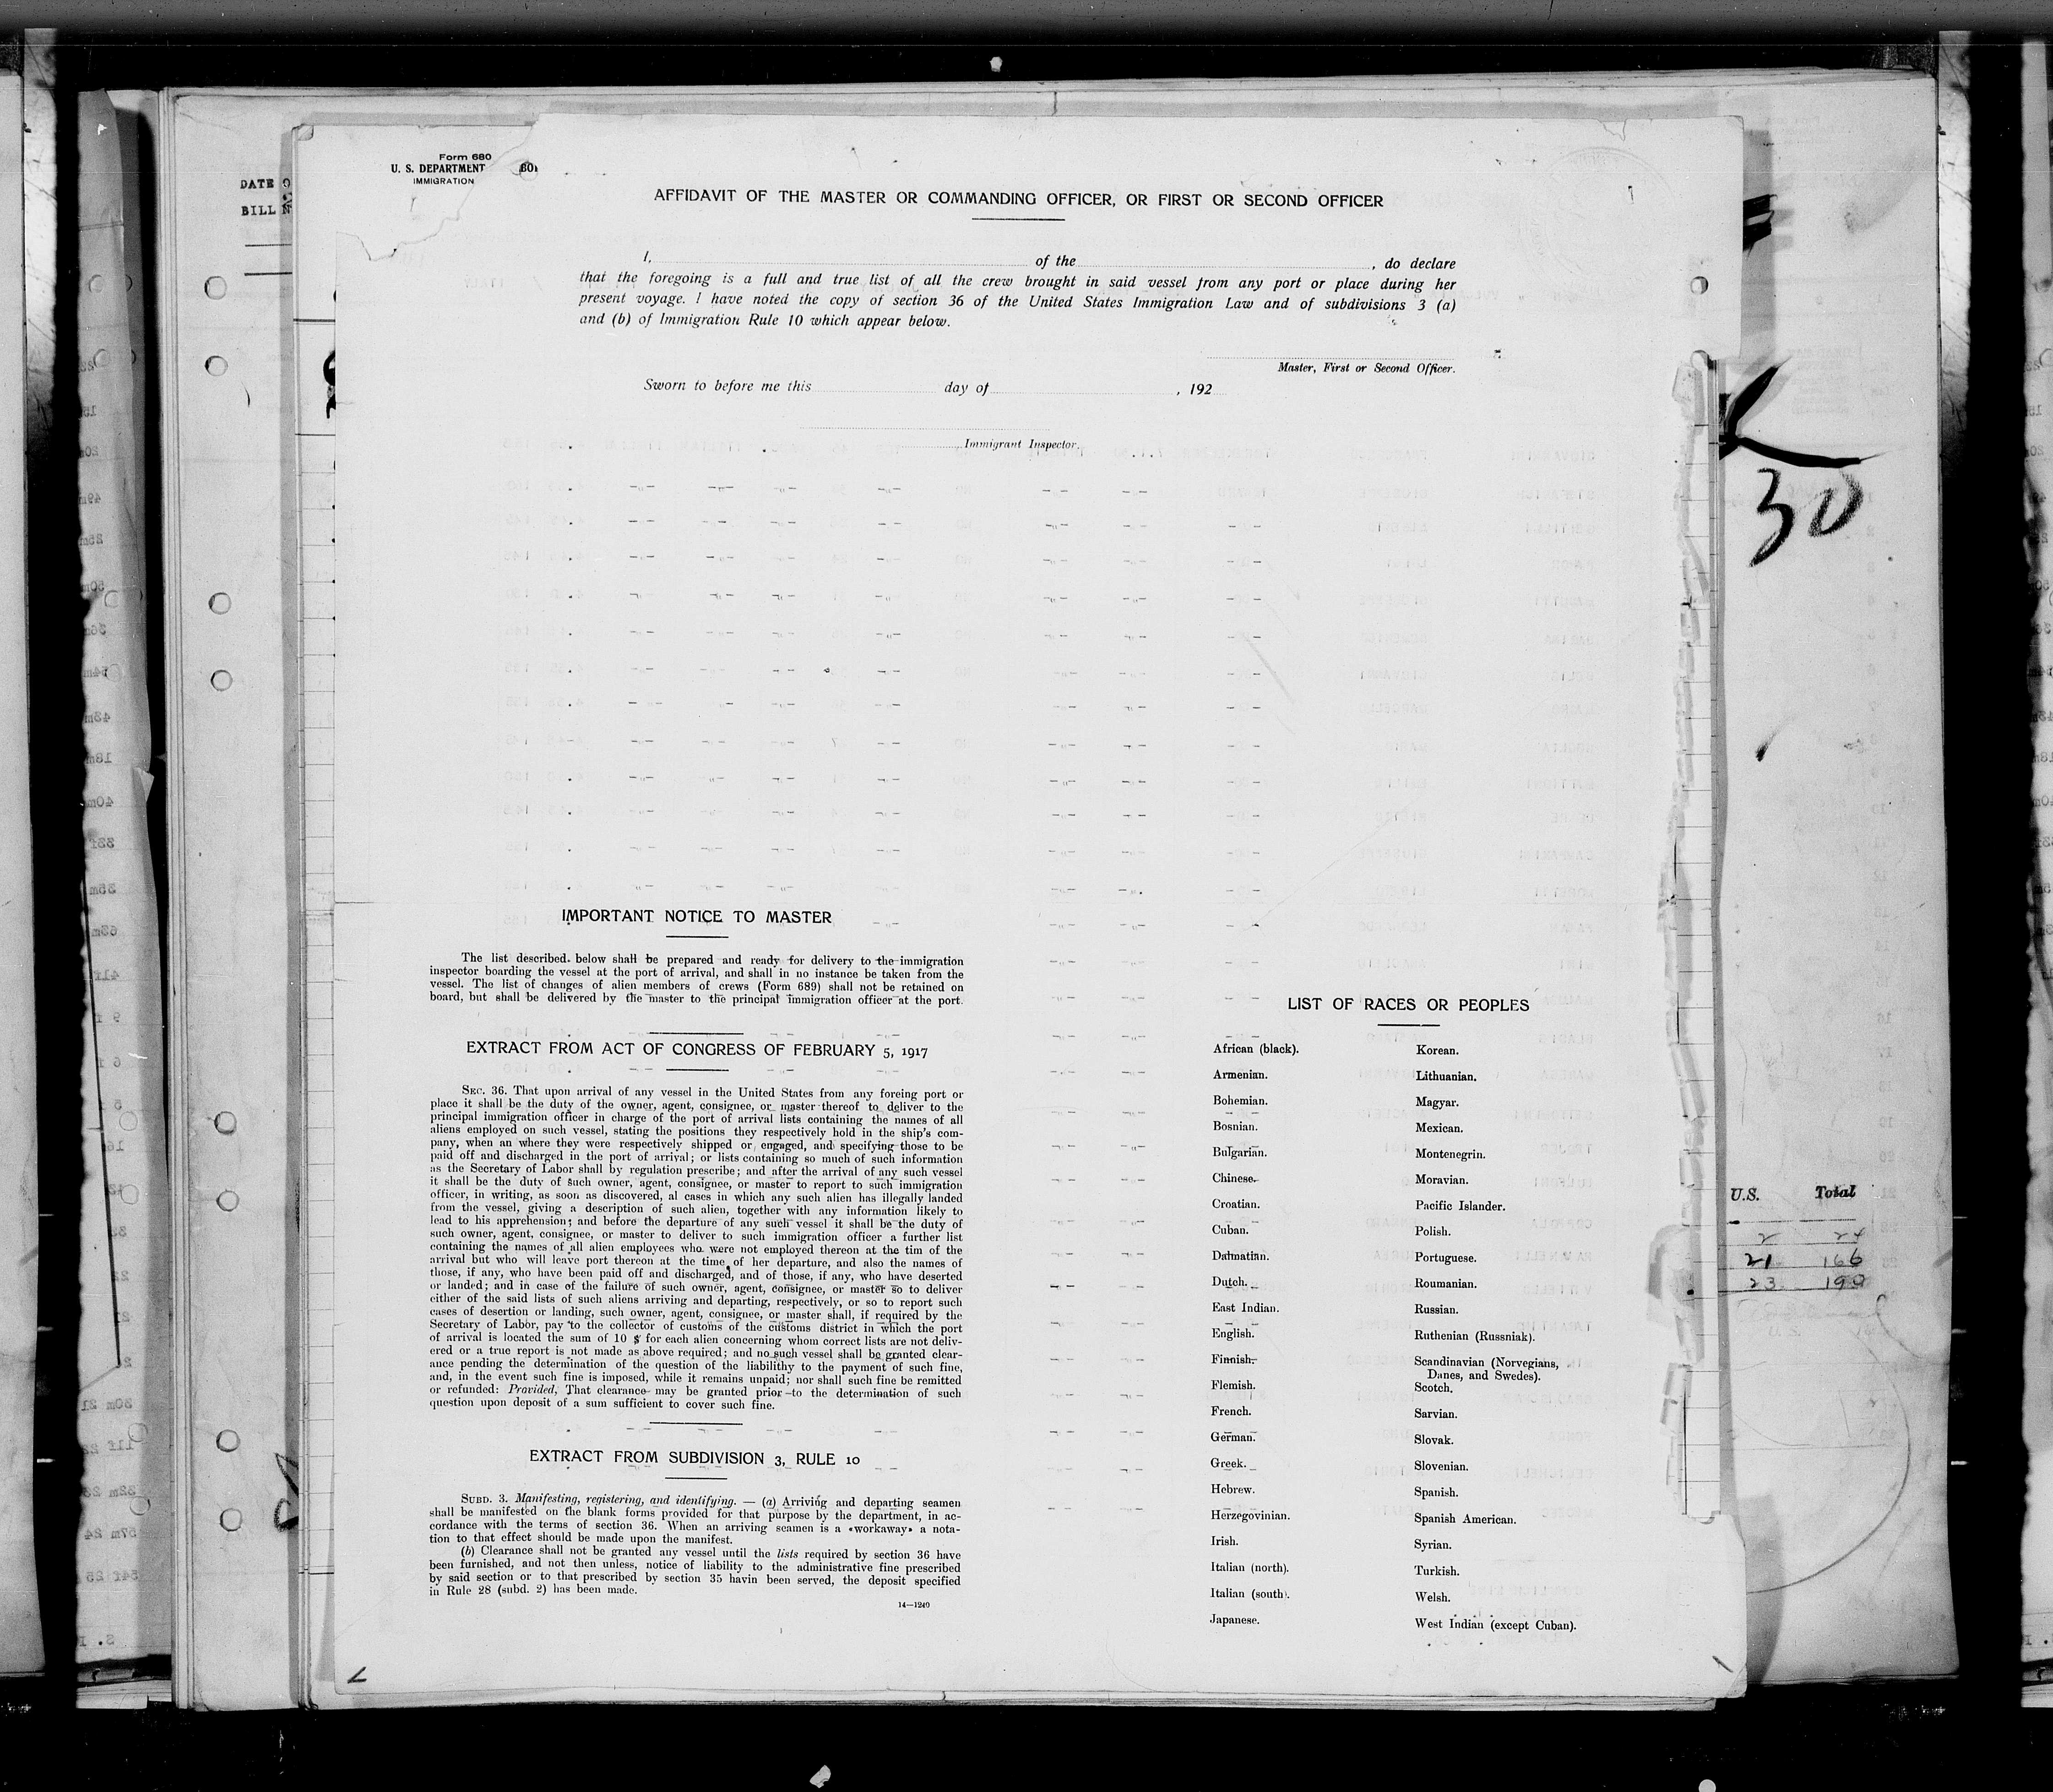 Form 680
U. S. DEPARTMENT
IMMIGRATION
DATE
BILL
AFFIDAVIT OF THE MASTER OR COMMANDING OFFICER, OR FIRST OR SECOND OFFICER
I, of the , do declare
that the foregoing is a full and true list of all the crew brought in said vessel from any port or place during her
present voyage. I have noted the copy of section 36 of the United States Immigration Law and of subdivisions 3 (a)
and (b) of Immigration Rule 10 which appear below.
Master, First or Second Officer.
Sworn to before me this day of , 192
Immigrant Inspector.
30
IMPORTANT NOTICE TO MASTER
The list described below shall be prepared and ready for delivery to the immigration
inspector boarding the vessel at the port of arrival, and shall in no instance be taken from the
vessel. The list of changes of alien members of crews (Form 689) shall not be retained on
board, but shall be delivered by the master to the principal immigration officer at the port.
EXTRACT FROM ACT OF CONGRESS OF FEBRUARY 5, 1917
SEC. 36. That upon arrival of any vessel in the United States from any foreing port or
place it shall be the duty of the owner, agent, consignee, or master thereof to deliver to the
principal immigration officer in charge of the port of arrival lists containing the names of all
aliens employed on such vessel, stating the positions they respectively hold in the ship's com-
pany, when an where they were respectively shipped or engaged, and specifying those to be
paid off and discharged in the port of arrival; or lists containing so much of such information
as the Secretary of Labor shall by regulation prescribe; and after the arrival of any such vessel
it shall be the duty of such owner, agent, consignee, or master to report to such immigration
officer, in writing, as soon as discovered, al cases in which any such alien has illegally landed
from the vessel, giving a description of such alien, together with any information likely to
lead to his apprehension; and before the departure of any such vessel it shall be the duty of
such owner, agent, consignee, or master to deliver to such immigration officer a further list
containing the names of all alien employees who were not employed thereon at the tim of the
arrival but who will leave port thereon at the time of her departure, and also the names of
those, if any, who have been paid off and discharged, and of those, if any, who have deserted
or landed; and in case of the failure of such owner, agent, consignee, or master so to deliver
either of the said lists of such aliens arriving and departing, respectively, or so to report such
cases of desertion or landing, such owner, agent, consignee, or master shall, if required by the
Secretary of Labor, pay to the collector of customs of the customs district in which the port
of arrival is located the sum of 10 $ for each alien concerning whom correct lists are not deliv-
ered or a true report is not made as above required; and no such vessel shall be granted clear-
ance pending the determination of the question of the liabilithy to the payment of such fine,
and, in the event such fine is imposed, while it remains unpaid; nor shall such fine be remitted
or refunded: Provided, That clearance may be granted prior to the determination of such
question upon deposit of a sum sufficient to cover such fine.
EXTRACT FROM SUBDIVISION 3, RULE 10
SUBD. 3. Manifesting, registering, and identifying. — (a) Arriving and departing seamen
shall be manifested on the blank forms provided for that purpose by the department, in ac-
cordance with the terms of section 36. When an arriving seamen is a «workaway» a nota-
tion to that effect should be made upon the manifest.
(b) Clearance shall not be granted any vessel until the lists required by section 36 have
been furnished, and not then unless, notice of liability to the administrative fine prescribed
by said section or to that prescribed by section 35 havin been served, the deposit specified
in Rule 28 (subd. 2) has been made.
14—1240
LIST OF RACES OR PEOPLES
African (black).
Armenian.
Bohemian.
Bosnian.
Bulgarian.
Chinese.
Croatian.
Cuban.
Dalmatian.
Dutch.
East Indian.
English.
Finnish.
Flemish.
French.
German.
Greek.
Hebrew.
Herzegovinian.
Irish.
Italian (north).
Italian (south).
Japanese.
Korean.
Lithuanian.
Magyar.
Mexican.
Montenegrin.
Moravian.
Pacific Islander.
Polish.
Portuguese.
Roumanian.
Russian.
Ruthenian (Russniak).
Scandinavian (Norvegians,
Danes, and Swedes).
Scotch.
Sarvian.
Slovak.
Slovenian.
Spanish.
Spanish American.
Syrian.
Turkish.
Welsh.
West Indian (except Cuban).
U.S. Total
2 24
21 166
23 190